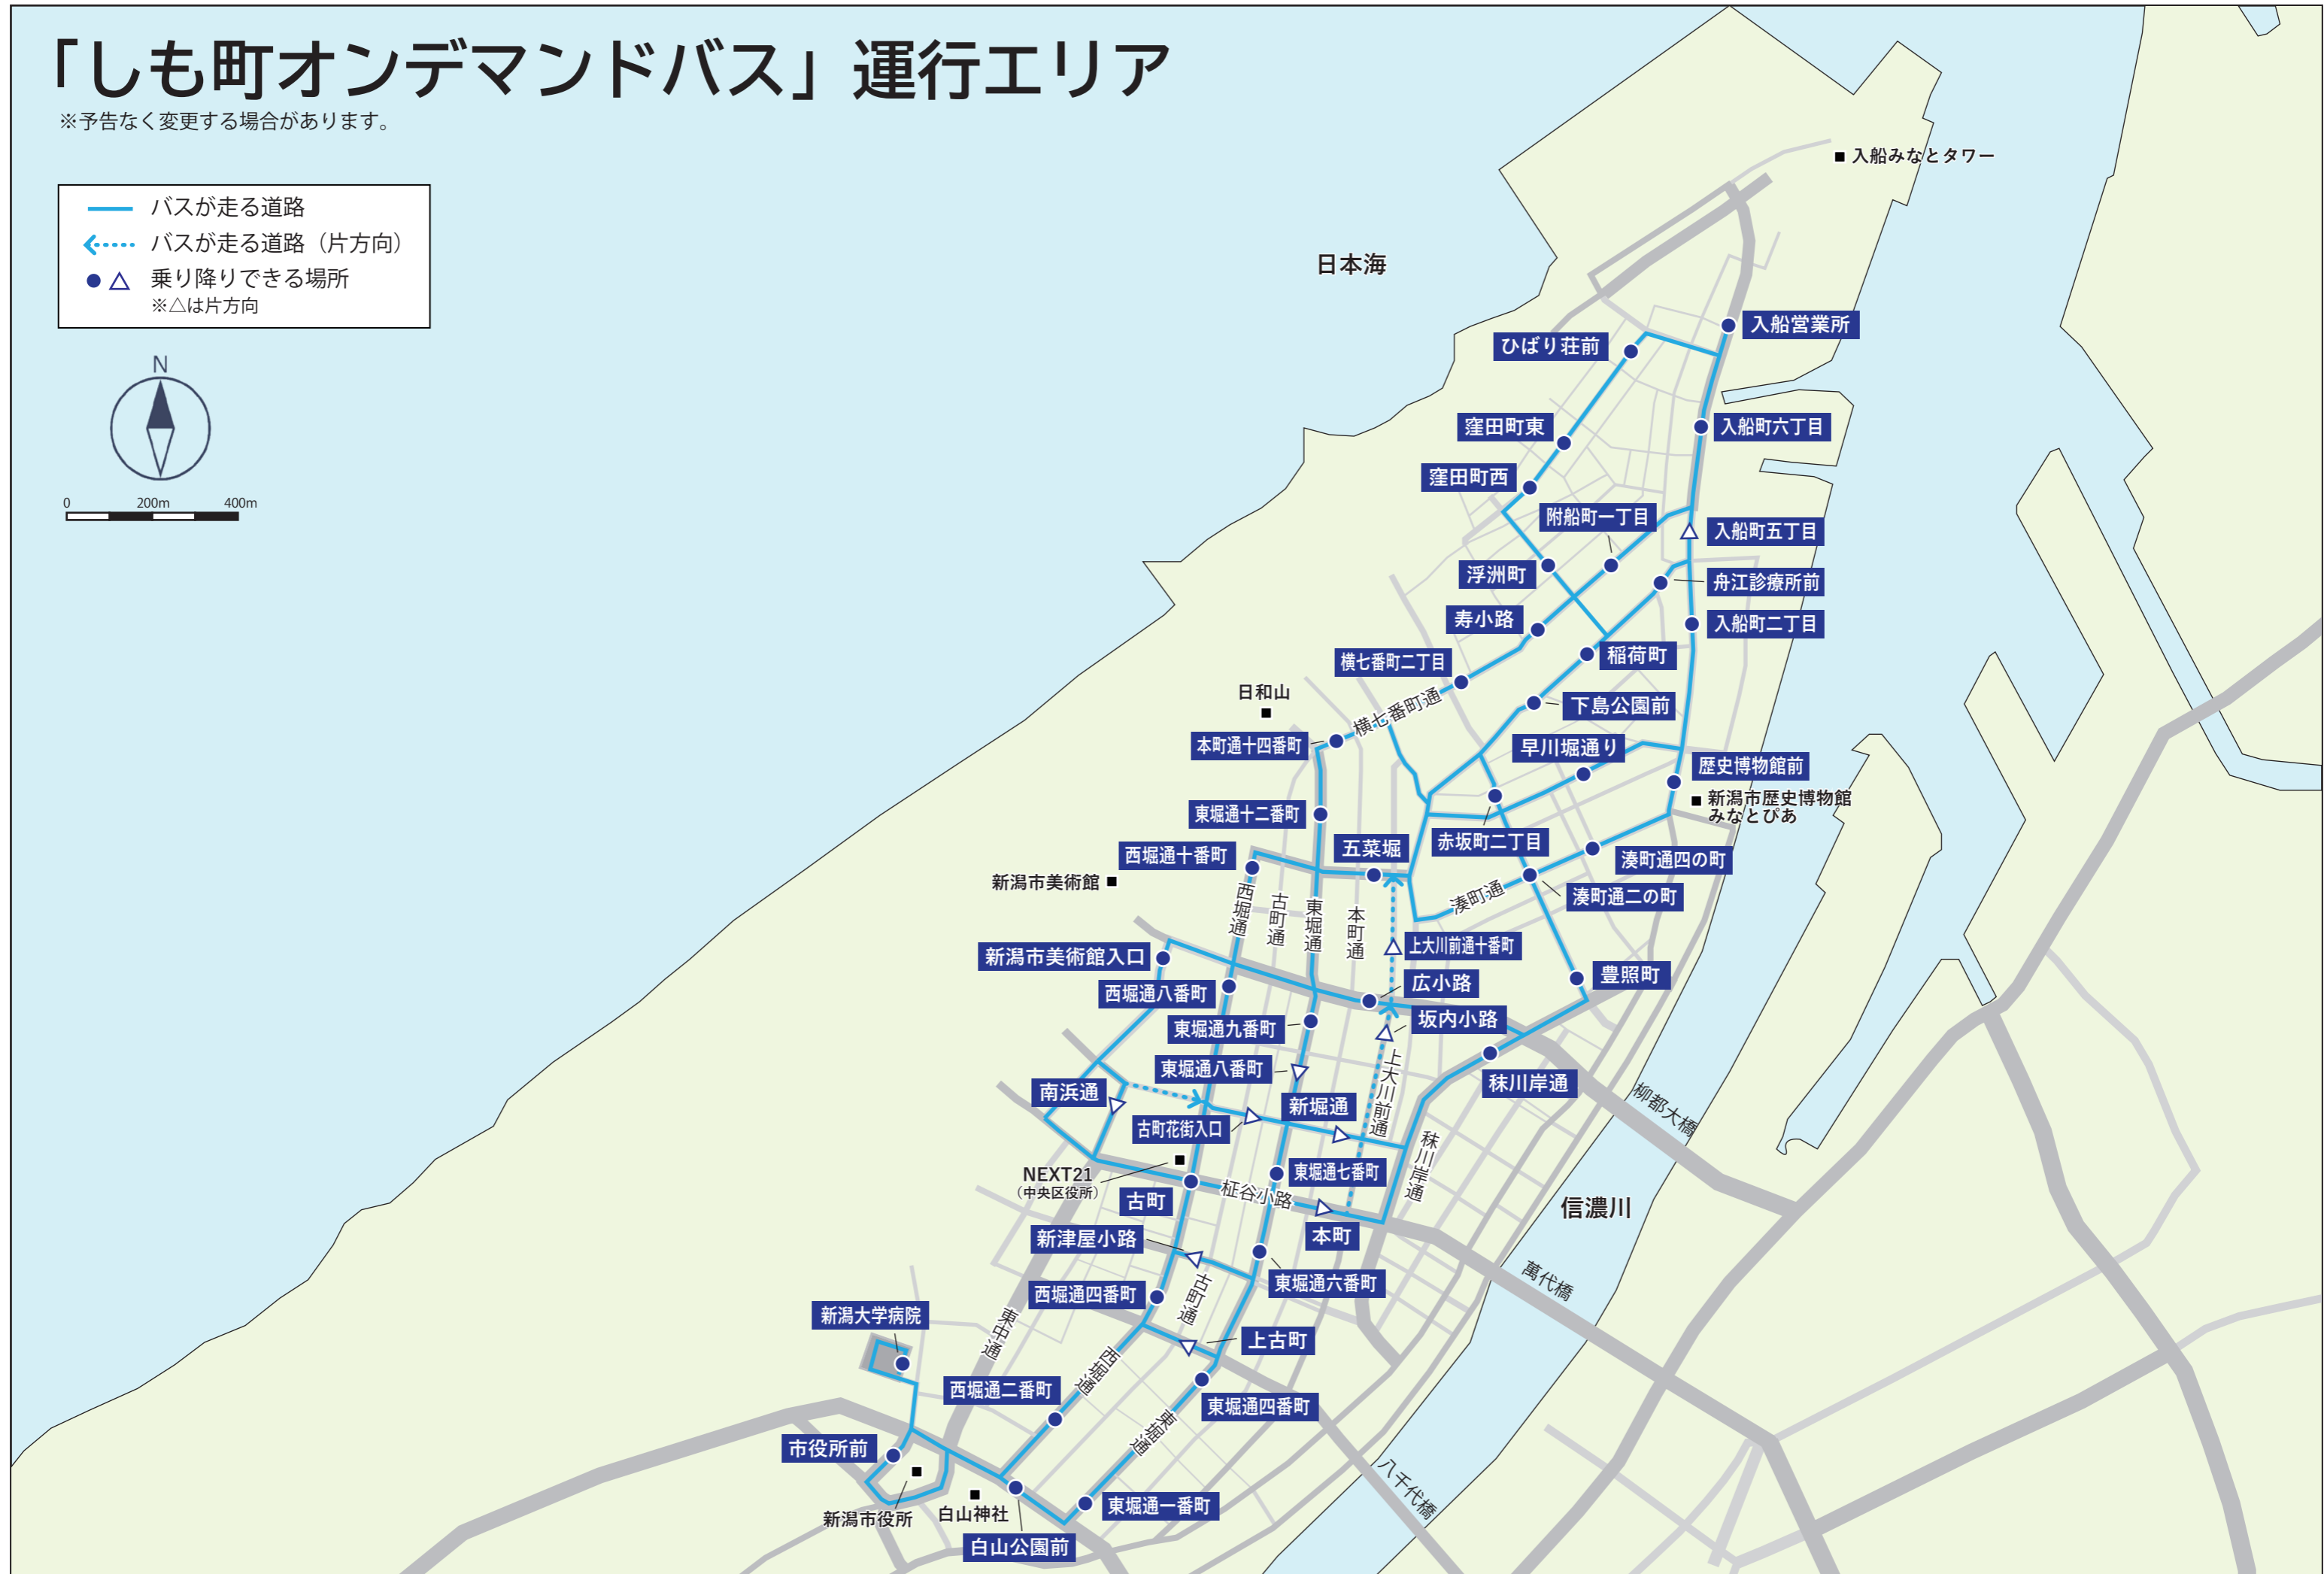 「しも町オンデマンドバス」運行エリア
※予告なく変更する場合があります。
バスが走る道路
バスが走る道路（片方向）
乗り降りできる場所
※△は片方向
N
0 200m 400m
日本海
入船みなとタワー
入船営業所
ひばり荘前
窪田町東
入船町六丁目
窪田町西
附船町一丁目
入船町五丁目
浮洲町
舟江診療所前
寿小路
入船町二丁目
横七番町二丁目
稲荷町
日和山
横七番町通
下島公園前
本町通十四番町
早川堀通り
歴史博物館前
新潟市歴史博物館
みなとぴあ
東堀通十二番町
五菜堀
赤坂町二丁目
西堀通十番町
湊町通四の町
新潟市美術館
湊町通
湊町通二の町
西堀通
古町通
東堀通
本町通
上大川前通十番町
新潟市美術館入口
広小路
豊照町
西堀通八番町
坂内小路
東堀通九番町
東堀通八番町
上大川前通
秣川岸通
南浜通
新堀通
柳都大橋
古町花街入口
秣川岸通
NEXT21
（中央区役所）
東堀通七番町
古町
柾谷小路
信濃川
本町
新津屋小路
東堀通六番町
萬代橋
西堀通四番町
古町通
新潟大学病院
東中通
上古町
西堀通
西堀通二番町
東堀通四番町
東堀通
市役所前
八千代橋
新潟市役所
白山神社
東堀通一番町
白山公園前